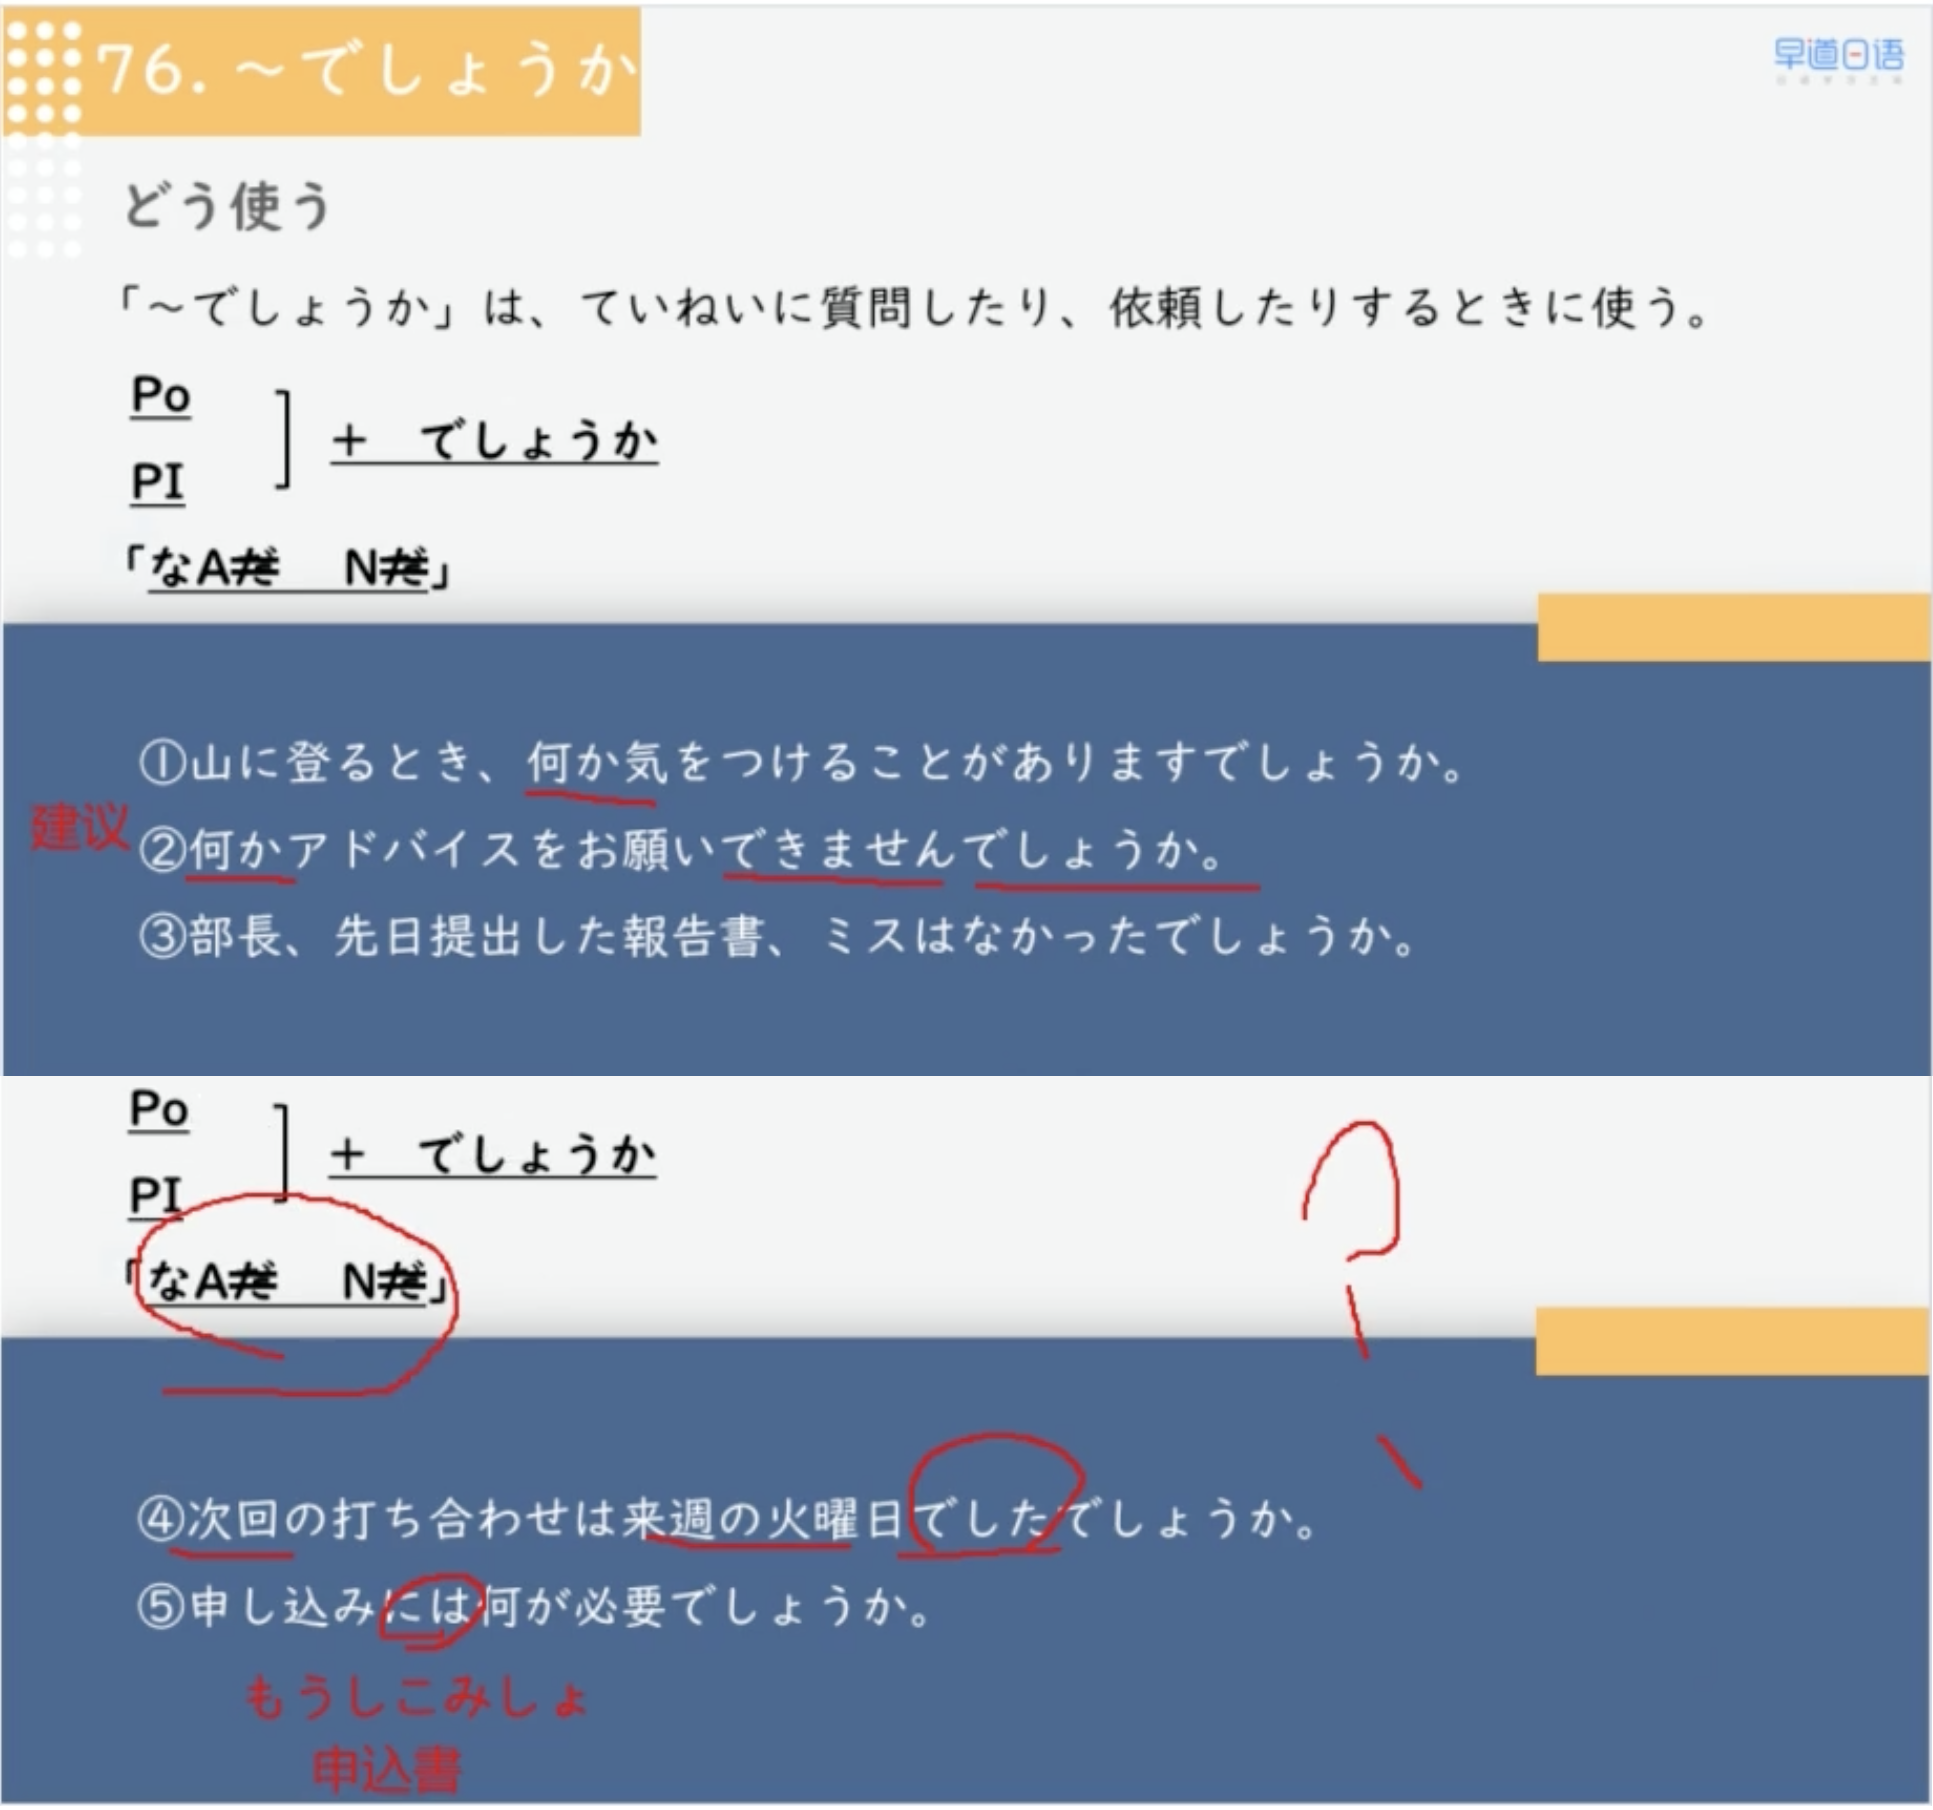 76. ～でしょうか
早道日语
どう使う
「～でしょうか」は、ていねいに質問したり、依頼したりするときに使う。
Po
＋ でしょうか
PI
「なAだ Nだ」
①山に登るとき、何か気をつけることがありますでしょうか。
建议
②何かアドバイスをお願いできませんでしょうか。
③部長、先日提出した報告書、ミスはなかったでしょうか。
Po
＋ でしょうか
PI
「なAだ Nだ」
④次回の打ち合わせは来週の火曜日でしたでしょうか。
⑤申し込みには何が必要でしょうか。
もうしこみしょ
申込書